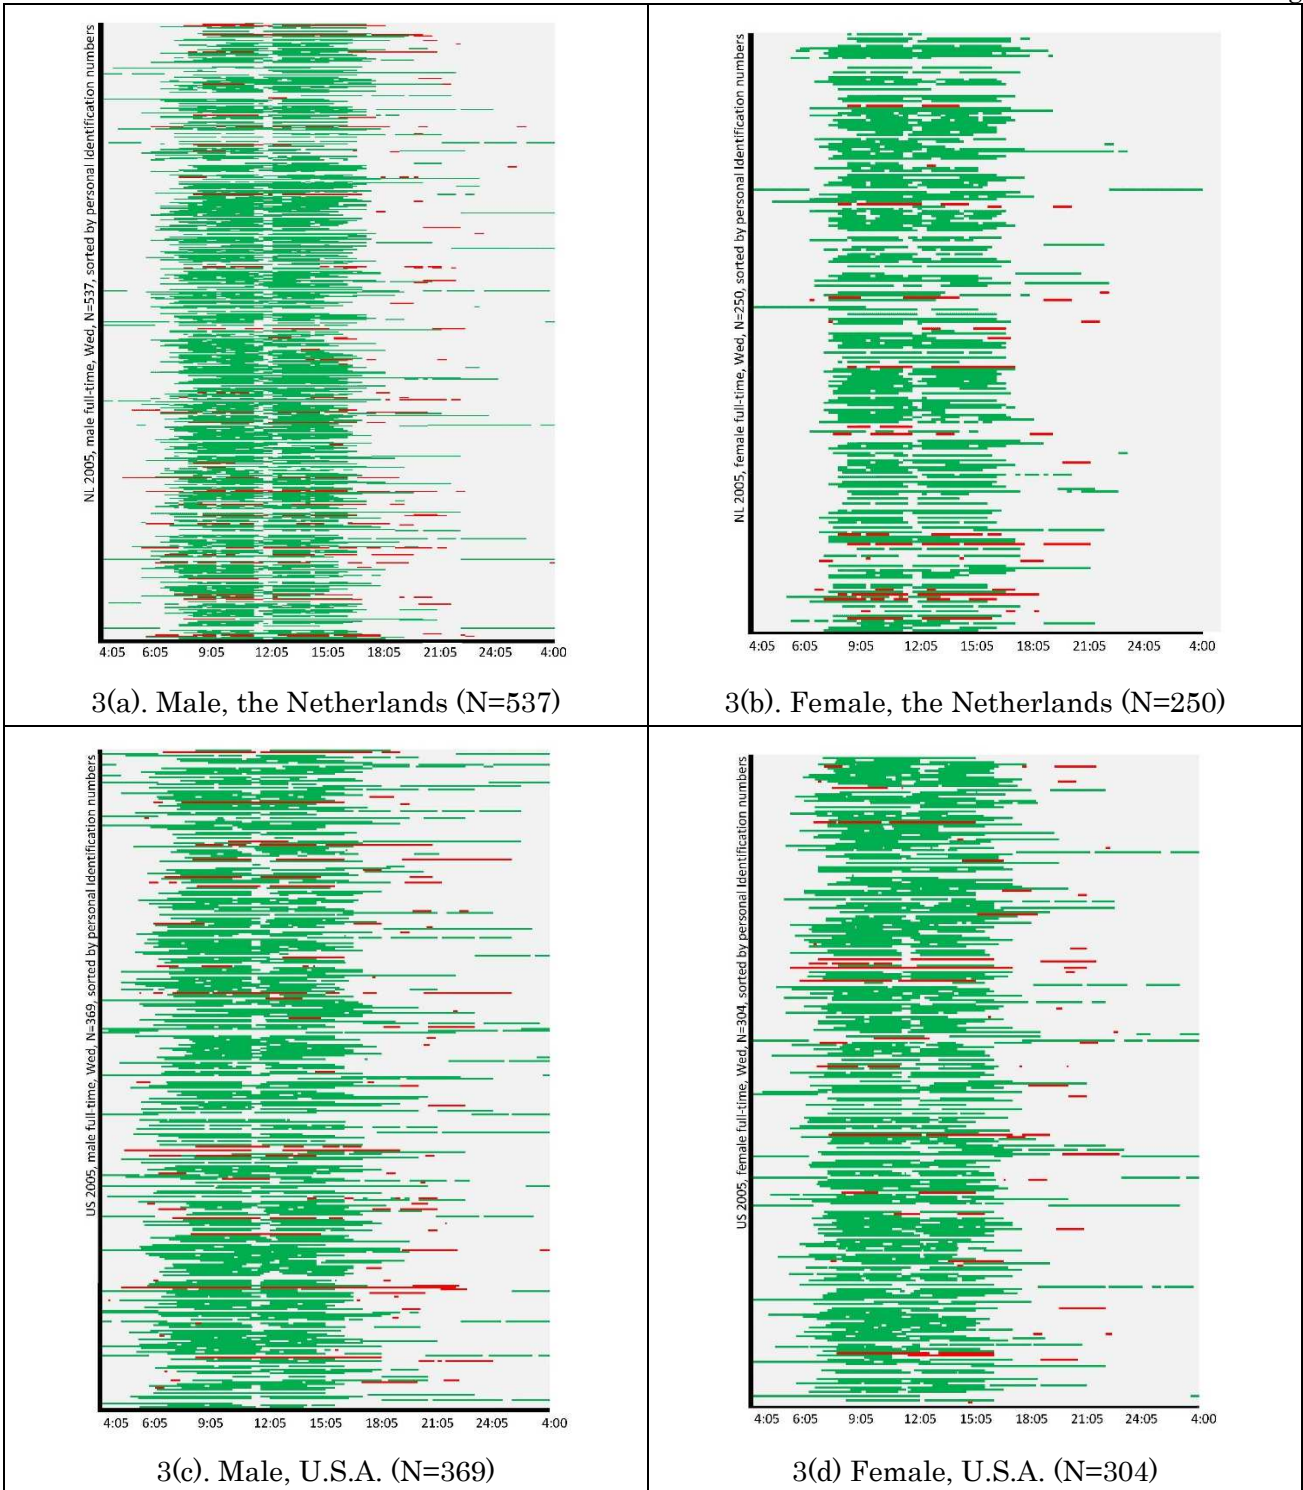 NL 2005, male full-time, Wed, N=537, sorted by personal Identification numbers
4:05 6:05 9:05 12:05 15:05 18:05 21:05 24:05 4:00
3(a). Male, the Netherlands (N=537)
NL 2005, female full-time, Wed, N=250, sorted by personal Identification numbers
4:05 6:05 9:05 12:05 15:05 18:05 21:05 24:05 4:00
3(b). Female, the Netherlands (N=250)
US 2005, male full-time, Wed, N=369, sorted by personal Identification numbers
4:05 6:05 9:05 12:05 15:05 18:05 21:05 24:05 4:00
3(c). Male, U.S.A. (N=369)
US 2005, female full-time, Wed, N=304, sorted by personal Identification numbers
4:05 6:05 9:05 12:05 15:05 18:05 21:05 24:05 4:00
3(d) Female, U.S.A. (N=304)